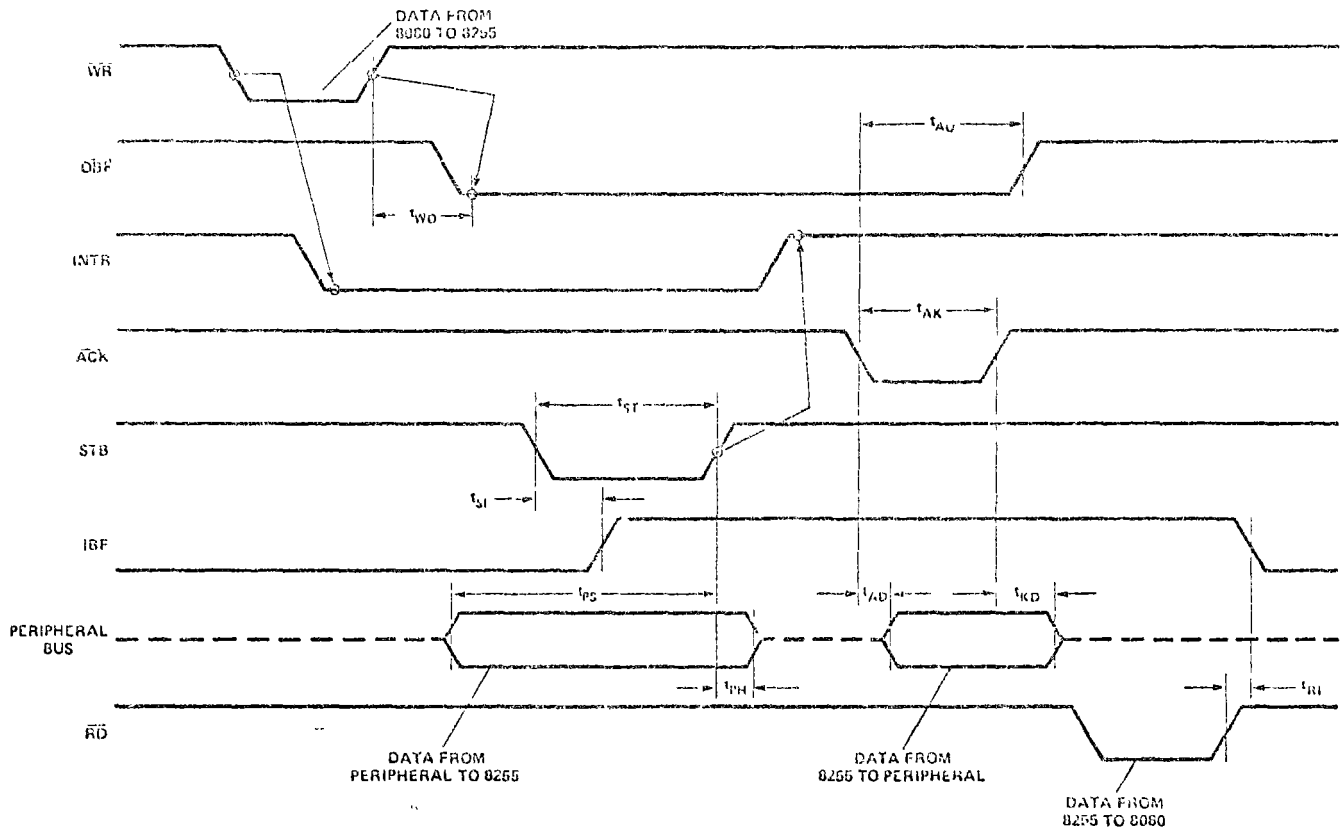 DATA FROM
8080 TO 8255
WR
OBF
tAO
tWO
INTR
ACK
tAK
STB
tST
tSI
IBF
PERIPHERAL
BUS
tPS
tAD
tKD
tPH
tRI
RD
DATA FROM
PERIPHERAL TO 8255
DATA FROM
8255 TO PERIPHERAL
DATA FROM
8255 TO 8080